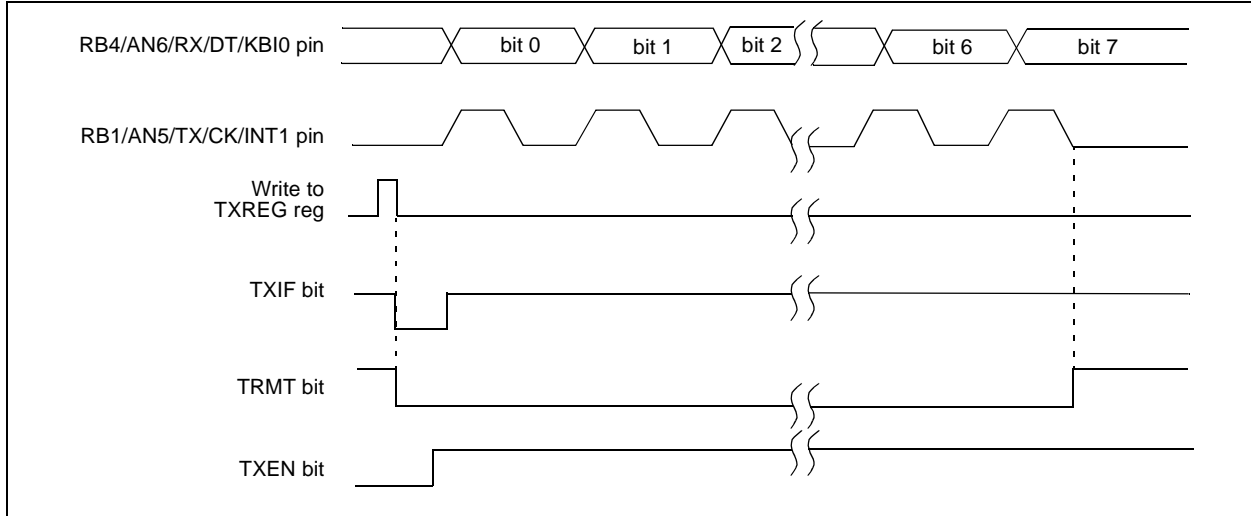 RB4/AN6/RX/DT/KBI0 pin
bit 0
bit 1
bit 2
bit 6
bit 7
RB1/AN5/TX/CK/INT1 pin
Write to
TXREG reg
TXIF bit
TRMT bit
TXEN bit